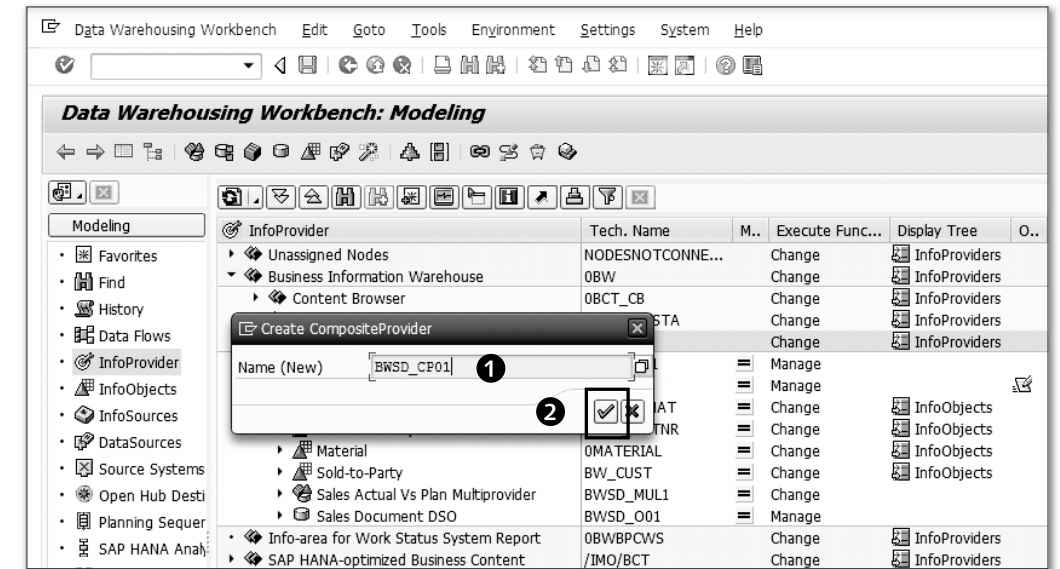 Data Warehousing Workbench Edit Goto Tools Environment Settings System Help
Data Warehousing Workbench: Modeling
Modeling
Favorites
Find
History
Data Flows
InfoProvider
InfoObjects
InfoSources
DataSources
Source Systems
Open Hub Desti
Planning Sequer
SAP HANA Anal
InfoProvider Tech. Name M.. Execute Func... Display Tree O..
Unassigned Nodes NODESNOTCONNE... Change InfoProviders
Business Information Warehouse 0BW Change InfoProviders
Content Browser 0BCT_CB Change InfoProviders
STA Change InfoProviders
Change InfoProviders
Manage
Manage
AT Change InfoObjects
TNR Change InfoObjects
Material 0MATERIAL Change InfoObjects
Sold-to-Party BW_CUST Change InfoObjects
Sales Actual Vs Plan Multiprovider BWSD_MUL1 Change
Sales Document DSO BWSD_O01 Manage
Info-area for Work Status System Report 0BWBPCWS Change InfoProviders
SAP HANA-optimized Business Content /IMO/BCT Change InfoProviders
Create CompositeProvider
Name (New) BWSD_CP01 1
2